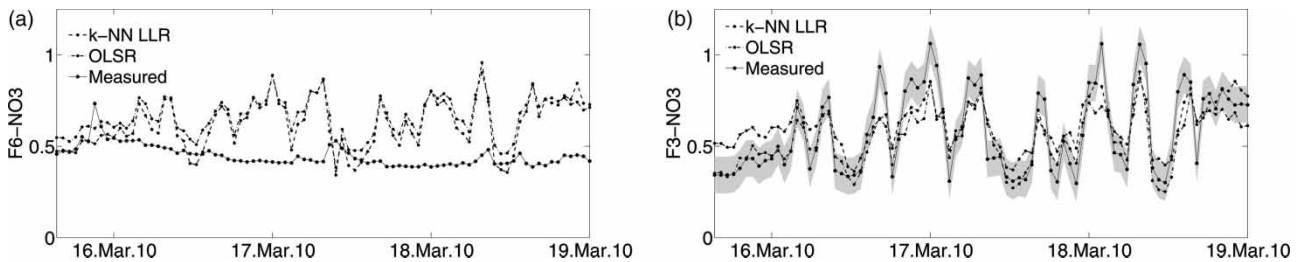 (a)
k-NN LLR
OLSR
Measured
F6-NO3
1
0.5
0
16.Mar.10 17.Mar.10 18.Mar.10 19.Mar.10
(b)
k-NN LLR
OLSR
Measured
F3-NO3
1
0.5
0
16.Mar.10 17.Mar.10 18.Mar.10 19.Mar.10